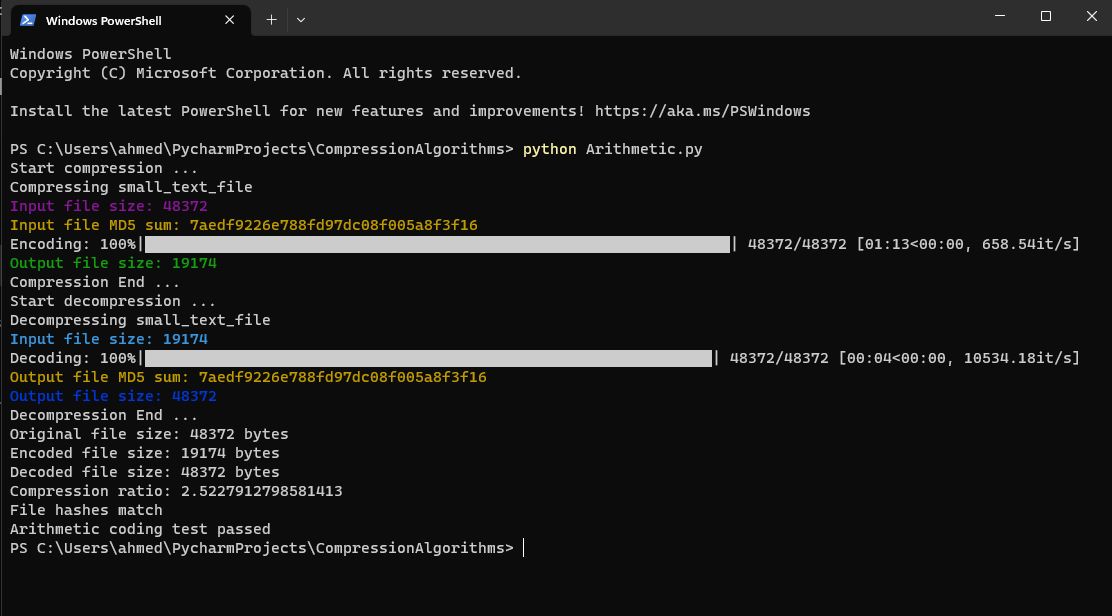 Windows PowerShell
Windows PowerShell
Copyright (C) Microsoft Corporation. All rights reserved.
Install the latest PowerShell for new features and improvements! https://aka.ms/PSWindows
PS C:\Users\ahmed\PycharmProjects\CompressionAlgorithms> python Arithmetic.py
Start compression ...
Compressing small_text_file
Input file size: 48372
Input file MD5 sum: 7aedf9226e788fd97dc08f005a8f3f16
Encoding: 100%| | 48372/48372 [01:13<00:00, 658.54it/s]
Output file size: 19174
Compression End ...
Start decompression ...
Decompressing small_text_file
Input file size: 19174
Decoding: 100%| | 48372/48372 [00:04<00:00, 10534.18it/s]
Output file MD5 sum: 7aedf9226e788fd97dc08f005a8f3f16
Output file size: 48372
Decompression End ...
Original file size: 48372 bytes
Encoded file size: 19174 bytes
Decoded file size: 48372 bytes
Compression ratio: 2.5227912798581413
File hashes match
Arithmetic coding test passed
PS C:\Users\ahmed\PycharmProjects\CompressionAlgorithms>